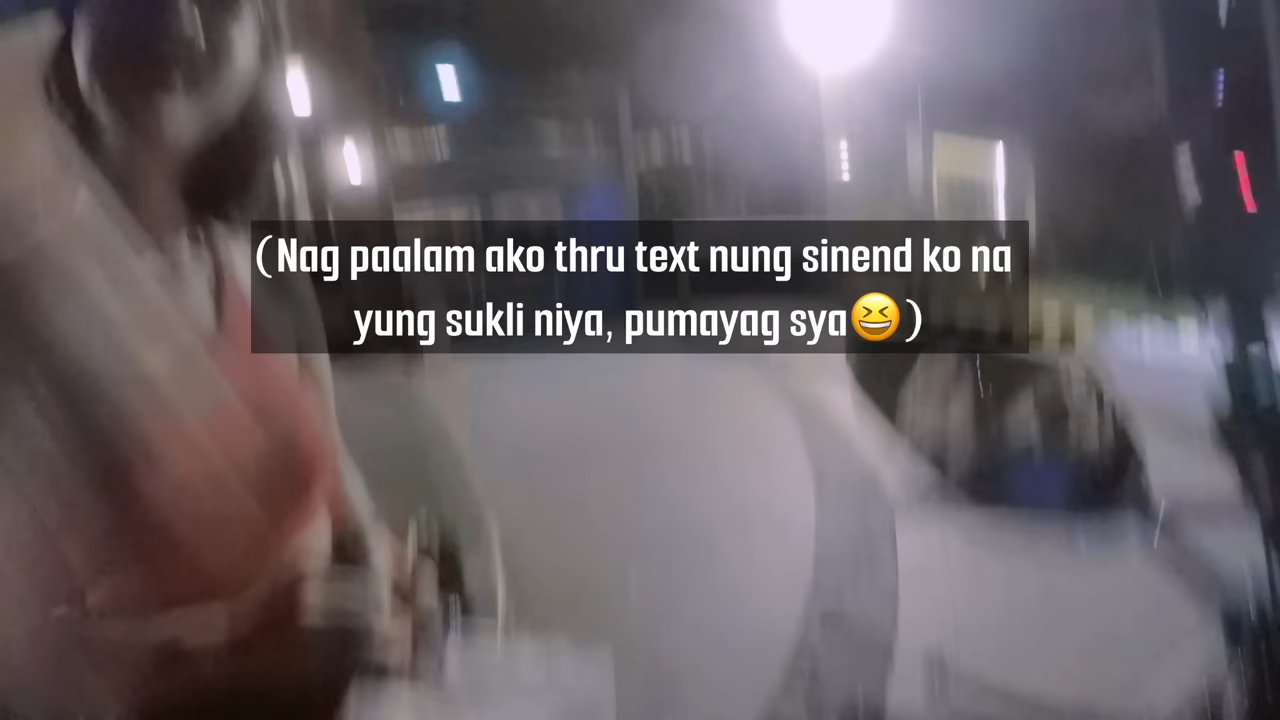 (Nag paalam ako thru text nung sinend ko na
yung sukli niya, pumayag sya😆)